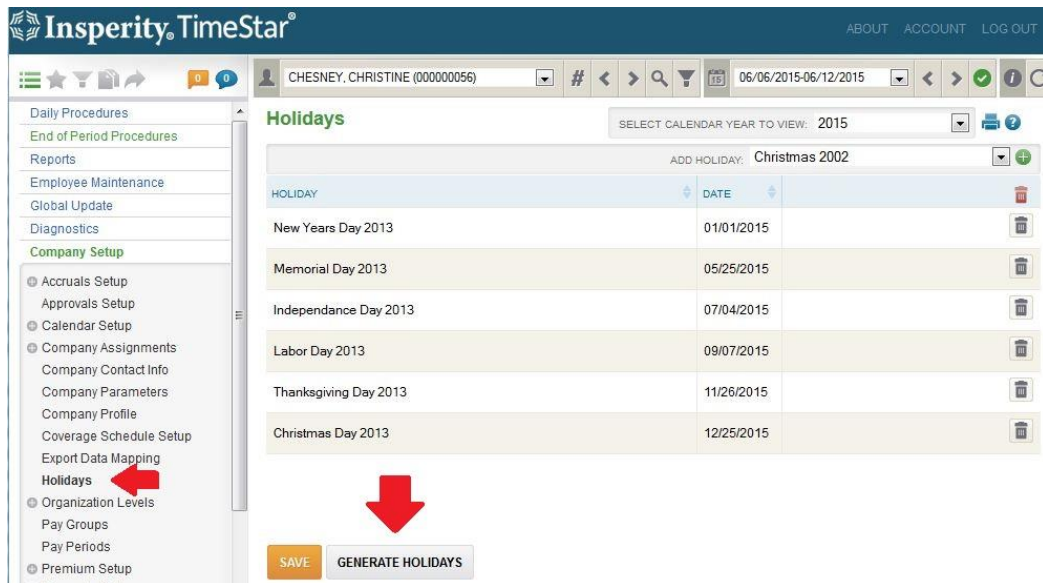 Insperity® TimeStar®
ABOUT ACCOUNT LOG OUT
0 0
CHESNEY, CHRISTINE (000000056) # 15 06/06/2015-06/12/2015
Daily Procedures
End of Period Procedures
Reports
Employee Maintenance
Global Update
Diagnostics
Company Setup
Accruals Setup
Approvals Setup
Calendar Setup
Company Assignments
Company Contact Info
Company Parameters
Company Profile
Coverage Schedule Setup
Export Data Mapping
Holidays
Organization Levels
Pay Groups
Pay Periods
Premium Setup
Holidays
SELECT CALENDAR YEAR TO VIEW: 2015
ADD HOLIDAY: Christmas 2002
HOLIDAY DATE
New Years Day 2013 01/01/2015
Memorial Day 2013 05/25/2015
Independance Day 2013 07/04/2015
Labor Day 2013 09/07/2015
Thanksgiving Day 2013 11/26/2015
Christmas Day 2013 12/25/2015
SAVE GENERATE HOLIDAYS